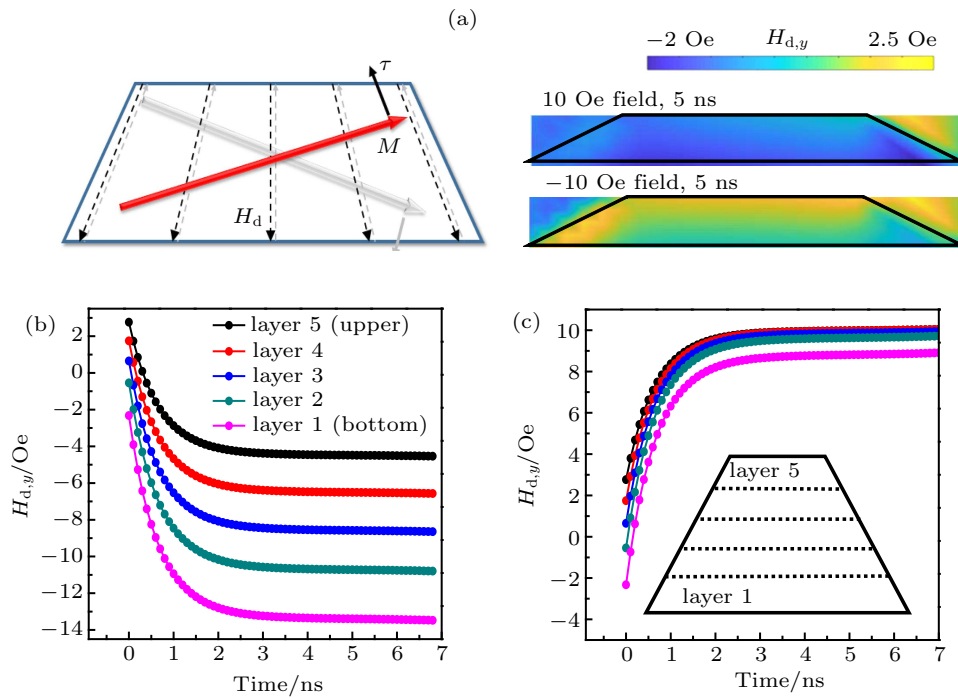 (a)
−2 Oe H_d,y 2.5 Oe
τ
10 Oe field, 5 ns
M
−10 Oe field, 5 ns
H_d
(b)
2
0
−2
−4
−6
−8
−10
−12
−14
H_d,y/Oe
layer 5 (upper)
layer 4
layer 3
layer 2
layer 1 (bottom)
0 1 2 3 4 5 6 7
Time/ns
(c)
10
8
6
4
2
0
−2
−4
H_d,y/Oe
layer 5
layer 1
0 1 2 3 4 5 6 7
Time/ns